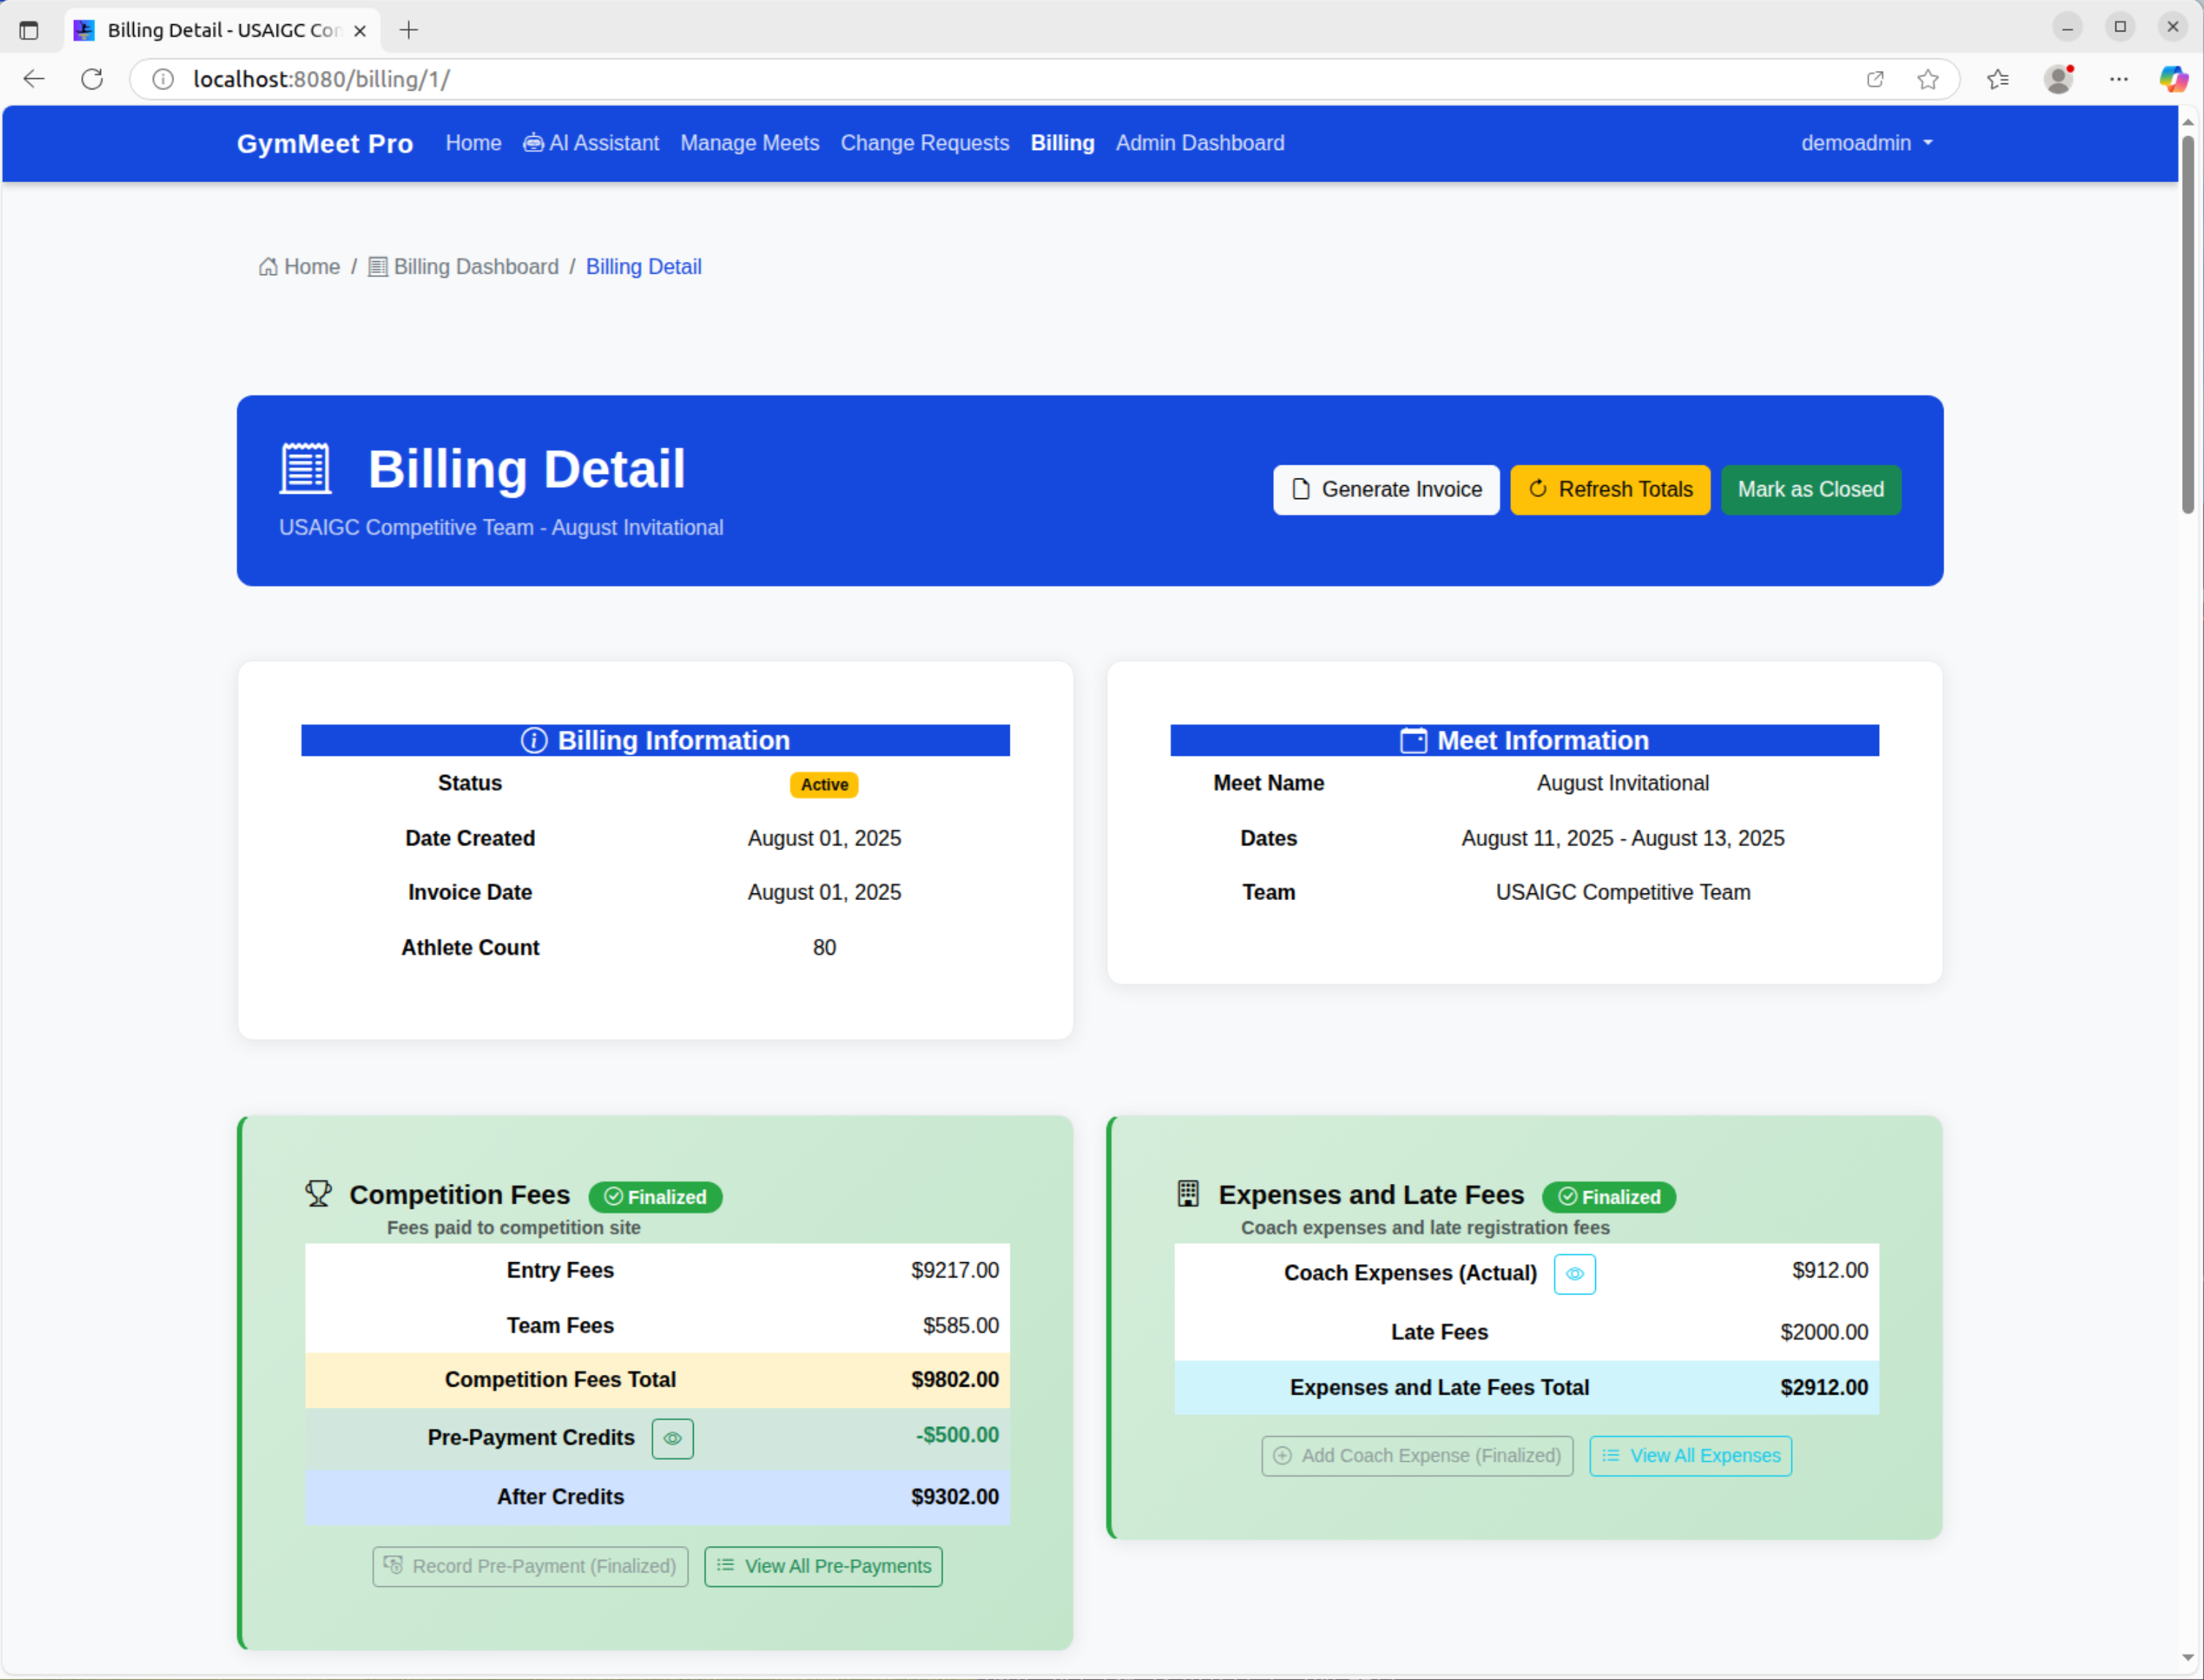 Billing Detail - USAIGC Con
localhost:8080/billing/1/
GymMeet Pro Home AI Assistant Manage Meets Change Requests Billing Admin Dashboard demoadmin
Home / Billing Dashboard / Billing Detail
Billing Detail
USAIGC Competitive Team - August Invitational
Generate Invoice Refresh Totals Mark as Closed
Billing Information
Status Active
Date Created August 01, 2025
Invoice Date August 01, 2025
Athlete Count 80
Meet Information
Meet Name August Invitational
Dates August 11, 2025 - August 13, 2025
Team USAIGC Competitive Team
Competition Fees Finalized
Fees paid to competition site
Entry Fees $9217.00
Team Fees $585.00
Competition Fees Total $9802.00
Pre-Payment Credits -$500.00
After Credits $9302.00
Record Pre-Payment (Finalized) View All Pre-Payments
Expenses and Late Fees Finalized
Coach expenses and late registration fees
Coach Expenses (Actual) $912.00
Late Fees $2000.00
Expenses and Late Fees Total $2912.00
Add Coach Expense (Finalized) View All Expenses